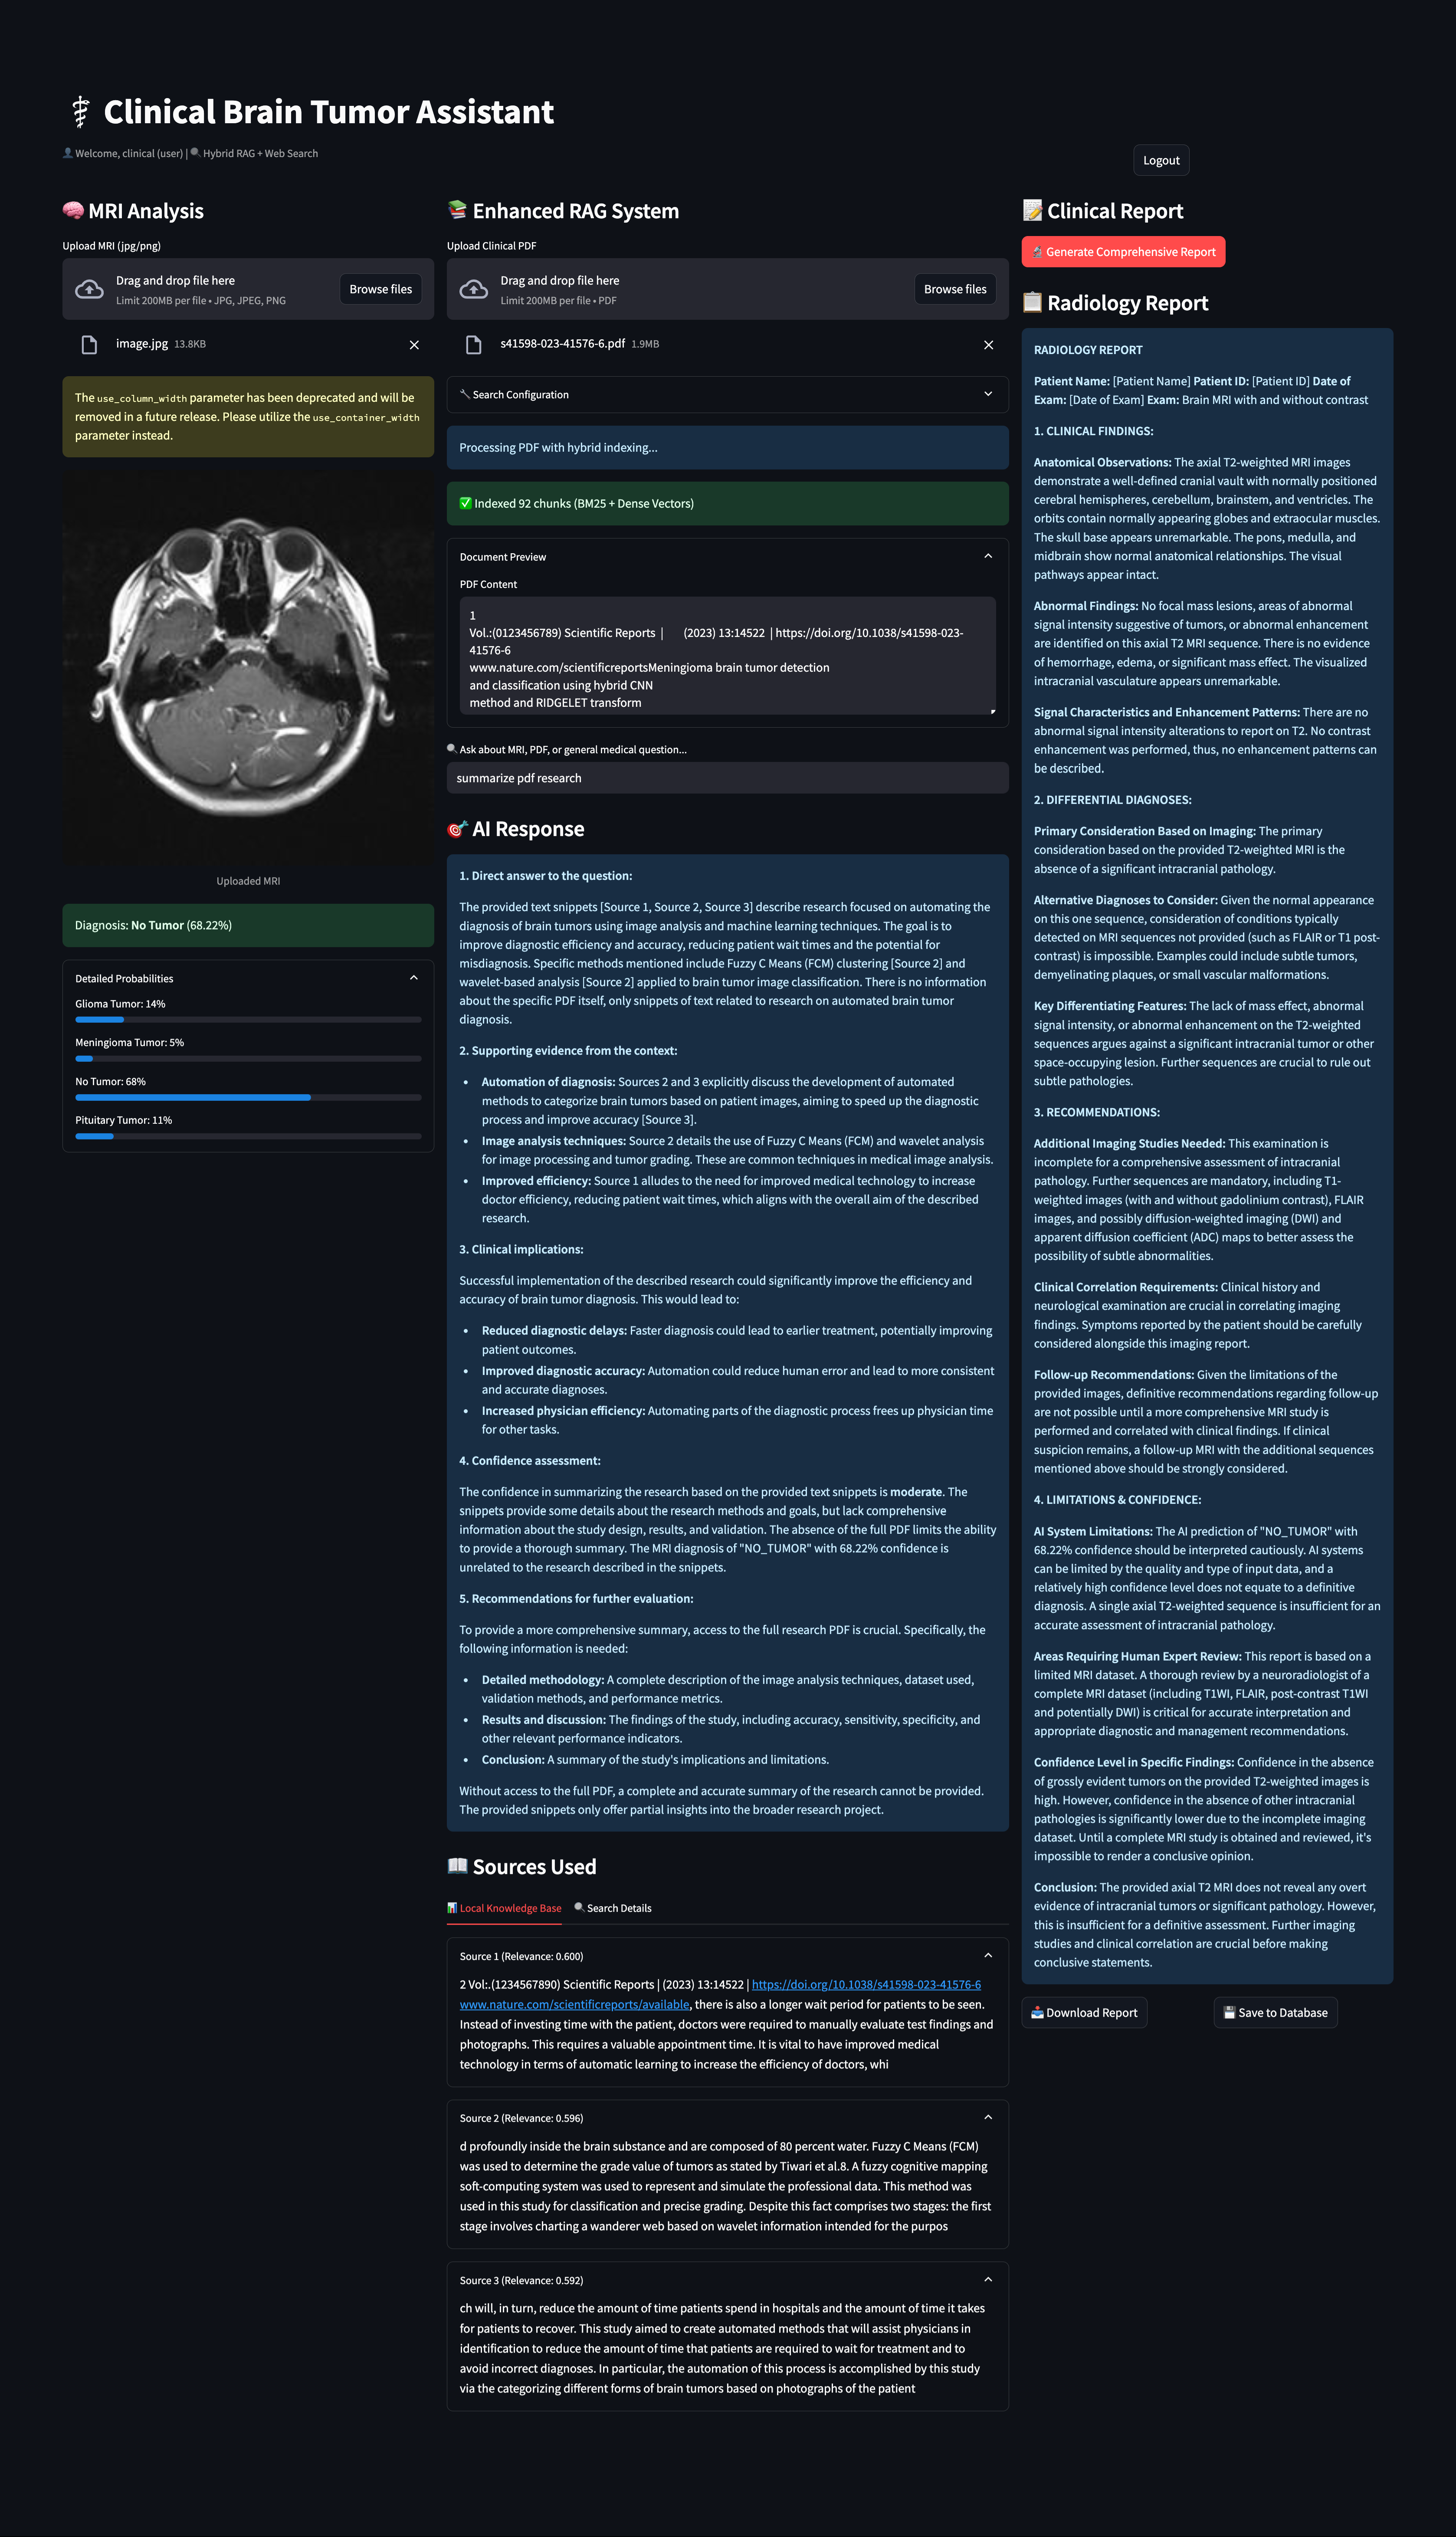 Clinical Brain Tumor Assistant
Welcome, clinical (user) | Hybrid RAG + Web Search
Logout
MRI Analysis
Upload MRI (jpg/png)
Drag and drop file here
Limit 200MB per file • JPG, JPEG, PNG
Browse files
image.jpg 13.8KB
The use_column_width parameter has been deprecated and will be
removed in a future release. Please utilize the use_container_width
parameter instead.
Uploaded MRI
Diagnosis: No Tumor (68.22%)
Detailed Probabilities
Glioma Tumor: 14%
Meningioma Tumor: 5%
No Tumor: 68%
Pituitary Tumor: 11%
Enhanced RAG System
Upload Clinical PDF
Drag and drop file here
Limit 200MB per file • PDF
Browse files
s41598-023-41576-6.pdf 1.9MB
Search Configuration
Processing PDF with hybrid indexing...
Indexed 92 chunks (BM25 + Dense Vectors)
Document Preview
PDF Content
1
Vol.:(0123456789) Scientific Reports | (2023) 13:14522 | https://doi.org/10.1038/s41598-023-
41576-6
www.nature.com/scientificreportsMeningioma brain tumor detection
and classification using hybrid CNN
method and RIDGELET transform
Ask about MRI, PDF, or general medical question...
summarize pdf research
AI Response
1. Direct answer to the question:
The provided text snippets [Source 1, Source 2, Source 3] describe research focused on automating the
diagnosis of brain tumors using image analysis and machine learning techniques. The goal is to
improve diagnostic efficiency and accuracy, reducing patient wait times and the potential for
misdiagnosis. Specific methods mentioned include Fuzzy C Means (FCM) clustering [Source 2] and
wavelet-based analysis [Source 2] applied to brain tumor image classification. There is no information
about the specific PDF itself, only snippets of text related to research on automated brain tumor
diagnosis.
2. Supporting evidence from the context:
• Automation of diagnosis: Sources 2 and 3 explicitly discuss the development of automated
methods to categorize brain tumors based on patient images, aiming to speed up the diagnostic
process and improve accuracy [Source 3].
• Image analysis techniques: Source 2 details the use of Fuzzy C Means (FCM) and wavelet analysis
for image processing and tumor grading. These are common techniques in medical image analysis.
• Improved efficiency: Source 1 alludes to the need for improved medical technology to increase
doctor efficiency, reducing patient wait times, which aligns with the overall aim of the described
research.
3. Clinical implications:
Successful implementation of the described research could significantly improve the efficiency and
accuracy of brain tumor diagnosis. This would lead to:
• Reduced diagnostic delays: Faster diagnosis could lead to earlier treatment, potentially improving
patient outcomes.
• Improved diagnostic accuracy: Automation could reduce human error and lead to more consistent
and accurate diagnoses.
• Increased physician efficiency: Automating parts of the diagnostic process frees up physician time
for other tasks.
4. Confidence assessment:
The confidence in summarizing the research based on the provided text snippets is moderate. The
snippets provide some details about the research methods and goals, but lack comprehensive
information about the study design, results, and validation. The absence of the full PDF limits the ability
to provide a thorough summary. The MRI diagnosis of "NO_TUMOR" with 68.22% confidence is
unrelated to the research described in the snippets.
5. Recommendations for further evaluation:
To provide a more comprehensive summary, access to the full research PDF is crucial. Specifically, the
following information is needed:
• Detailed methodology: A complete description of the image analysis techniques, dataset used,
validation methods, and performance metrics.
• Results and discussion: The findings of the study, including accuracy, sensitivity, specificity, and
other relevant performance indicators.
• Conclusion: A summary of the study's implications and limitations.
Without access to the full PDF, a complete and accurate summary of the research cannot be provided.
The provided snippets only offer partial insights into the broader research project.
Sources Used
Local Knowledge Base Search Details
Source 1 (Relevance: 0.600)
2 Vol:.(1234567890) Scientific Reports | (2023) 13:14522 | https://doi.org/10.1038/s41598-023-41576-6
www.nature.com/scientificreports/available, there is also a longer wait period for patients to be seen.
Instead of investing time with the patient, doctors were required to manually evaluate test findings and
photographs. This requires a valuable appointment time. It is vital to have improved medical
technology in terms of automatic learning to increase the efficiency of doctors, whi
Source 2 (Relevance: 0.596)
d profoundly inside the brain substance and are composed of 80 percent water. Fuzzy C Means (FCM)
was used to determine the grade value of tumors as stated by Tiwari et al.8. A fuzzy cognitive mapping
soft-computing system was used to represent and simulate the professional data. This method was
used in this study for classification and precise grading. Despite this fact comprises two stages: the first
stage involves charting a wanderer web based on wavelet information intended for the purpos
Source 3 (Relevance: 0.592)
ch will, in turn, reduce the amount of time patients spend in hospitals and the amount of time it takes
for patients to recover. This study aimed to create automated methods that will assist physicians in
identification to reduce the amount of time that patients are required to wait for treatment and to
avoid incorrect diagnoses. In particular, the automation of this process is accomplished by this study
via the categorizing different forms of brain tumors based on photographs of the patient
Clinical Report
Generate Comprehensive Report
Radiology Report
RADIOLOGY REPORT
Patient Name: [Patient Name] Patient ID: [Patient ID] Date of
Exam: [Date of Exam] Exam: Brain MRI with and without contrast
1. CLINICAL FINDINGS:
Anatomical Observations: The axial T2-weighted MRI images
demonstrate a well-defined cranial vault with normally positioned
cerebral hemispheres, cerebellum, brainstem, and ventricles. The
orbits contain normally appearing globes and extraocular muscles.
The skull base appears unremarkable. The pons, medulla, and
midbrain show normal anatomical relationships. The visual
pathways appear intact.
Abnormal Findings: No focal mass lesions, areas of abnormal
signal intensity suggestive of tumors, or abnormal enhancement
are identified on this axial T2 MRI sequence. There is no evidence
of hemorrhage, edema, or significant mass effect. The visualized
intracranial vasculature appears unremarkable.
Signal Characteristics and Enhancement Patterns: There are no
abnormal signal intensity alterations to report on T2. No contrast
enhancement was performed, thus, no enhancement patterns can
be described.
2. DIFFERENTIAL DIAGNOSES:
Primary Consideration Based on Imaging: The primary
consideration based on the provided T2-weighted MRI is the
absence of a significant intracranial pathology.
Alternative Diagnoses to Consider: Given the normal appearance
on this one sequence, consideration of conditions typically
detected on MRI sequences not provided (such as FLAIR or T1 post-
contrast) is impossible. Examples could include subtle tumors,
demyelinating plaques, or small vascular malformations.
Key Differentiating Features: The lack of mass effect, abnormal
signal intensity, or abnormal enhancement on the T2-weighted
sequences argues against a significant intracranial tumor or other
space-occupying lesion. Further sequences are crucial to rule out
subtle pathologies.
3. RECOMMENDATIONS:
Additional Imaging Studies Needed: This examination is
incomplete for a comprehensive assessment of intracranial
pathology. Further sequences are mandatory, including T1-
weighted images (with and without gadolinium contrast), FLAIR
images, and possibly diffusion-weighted imaging (DWI) and
apparent diffusion coefficient (ADC) maps to better assess the
possibility of subtle abnormalities.
Clinical Correlation Requirements: Clinical history and
neurological examination are crucial in correlating imaging
findings. Symptoms reported by the patient should be carefully
considered alongside this imaging report.
Follow-up Recommendations: Given the limitations of the
provided images, definitive recommendations regarding follow-up
are not possible until a more comprehensive MRI study is
performed and correlated with clinical findings. If clinical
suspicion remains, a follow-up MRI with the additional sequences
mentioned above should be strongly considered.
4. LIMITATIONS & CONFIDENCE:
AI System Limitations: The AI prediction of "NO_TUMOR" with
68.22% confidence should be interpreted cautiously. AI systems
can be limited by the quality and type of input data, and a
relatively high confidence level does not equate to a definitive
diagnosis. A single axial T2-weighted sequence is insufficient for an
accurate assessment of intracranial pathology.
Areas Requiring Human Expert Review: This report is based on a
limited MRI dataset. A thorough review by a neuroradiologist of a
complete MRI dataset (including T1WI, FLAIR, post-contrast T1WI
and potentially DWI) is critical for accurate interpretation and
appropriate diagnostic and management recommendations.
Confidence Level in Specific Findings: Confidence in the absence
of grossly evident tumors on the provided T2-weighted images is
high. However, confidence in the absence of other intracranial
pathologies is significantly lower due to the incomplete imaging
dataset. Until a complete MRI study is obtained and reviewed, it's
impossible to render a conclusive opinion.
Conclusion: The provided axial T2 MRI does not reveal any overt
evidence of intracranial tumors or significant pathology. However,
this is insufficient for a definitive assessment. Further imaging
studies and clinical correlation are crucial before making
conclusive statements.
Download Report
Save to Database